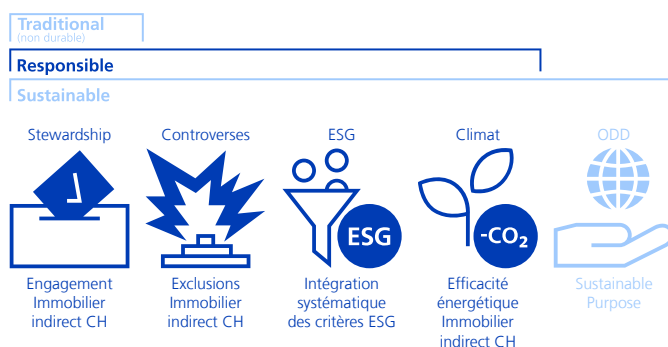 Traditional
(non durable)
Responsible
Sustainable
Stewardship
Controverses
ESG
Climat
ODD
ESG
-CO₂
Engagement
Immobilier
indirect CH
Exclusions
Immobilier
indirect CH
Intégration
systématique
des critères ESG
Efficacité
énergétique
Immobilier
indirect CH
Sustainable
Purpose